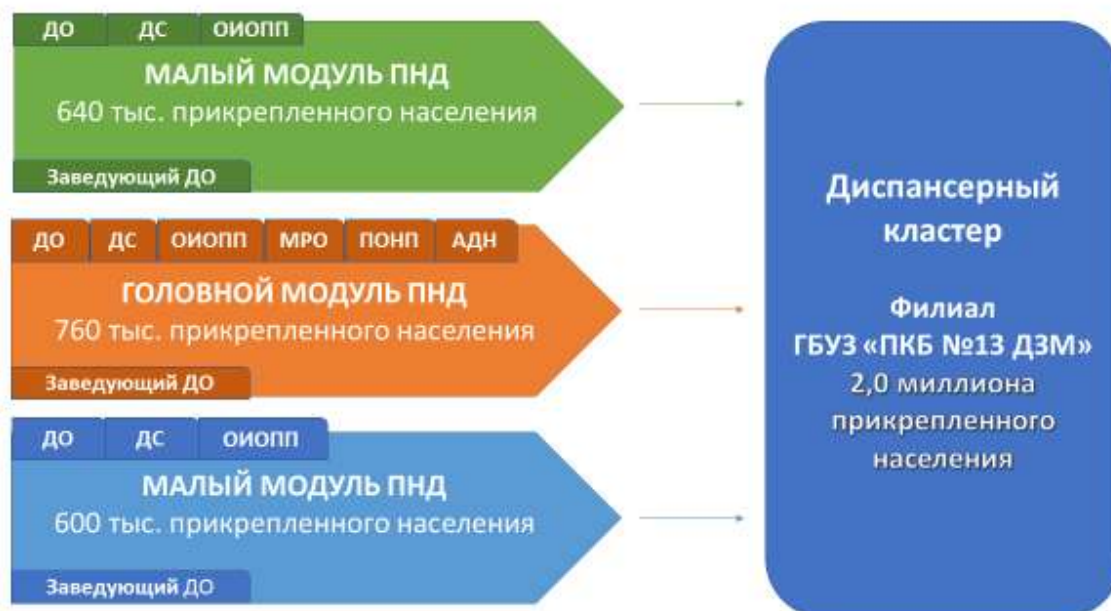 ДО ДС ОИОПП
МАЛЫЙ МОДУЛЬ ПНД
640 тыс. прикрепленного населения
Заведующий ДО
ДО ДС ОИОПП МРО ПОНП АДН
ГОЛОВНОЙ МОДУЛЬ ПНД
760 тыс. прикрепленного населения
Заведующий ДО
ДО ДС ОИОПП
МАЛЫЙ МОДУЛЬ ПНД
600 тыс. прикрепленного населения
Заведующий ДО
Диспансерный
кластер
Филиал
ГБУЗ «ПКБ №13 ДЗМ»
2,0 миллиона
прикрепленного
населения